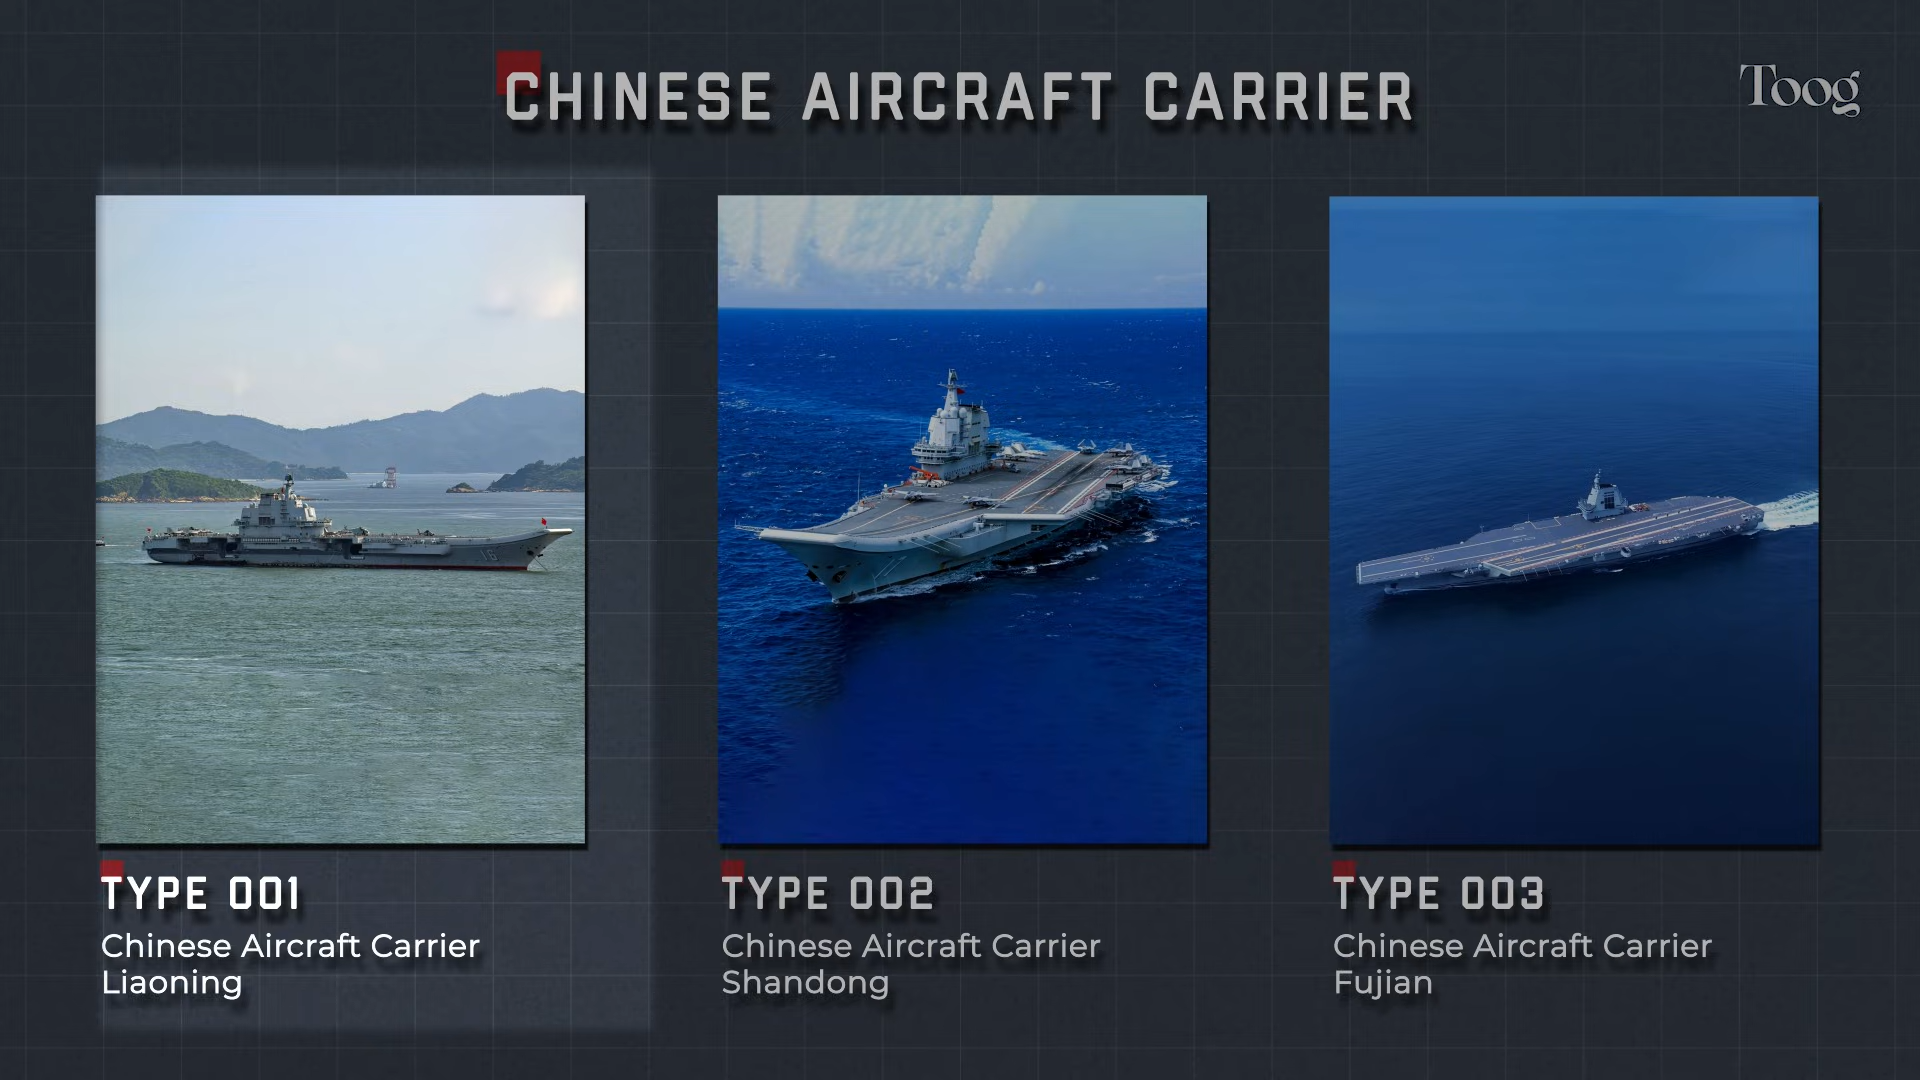 CHINESE AIRCRAFT CARRIER
Toog
16
TYPE 001
Chinese Aircraft Carrier
Liaoning
TYPE 002
Chinese Aircraft Carrier
Shandong
TYPE 003
Chinese Aircraft Carrier
Fujian